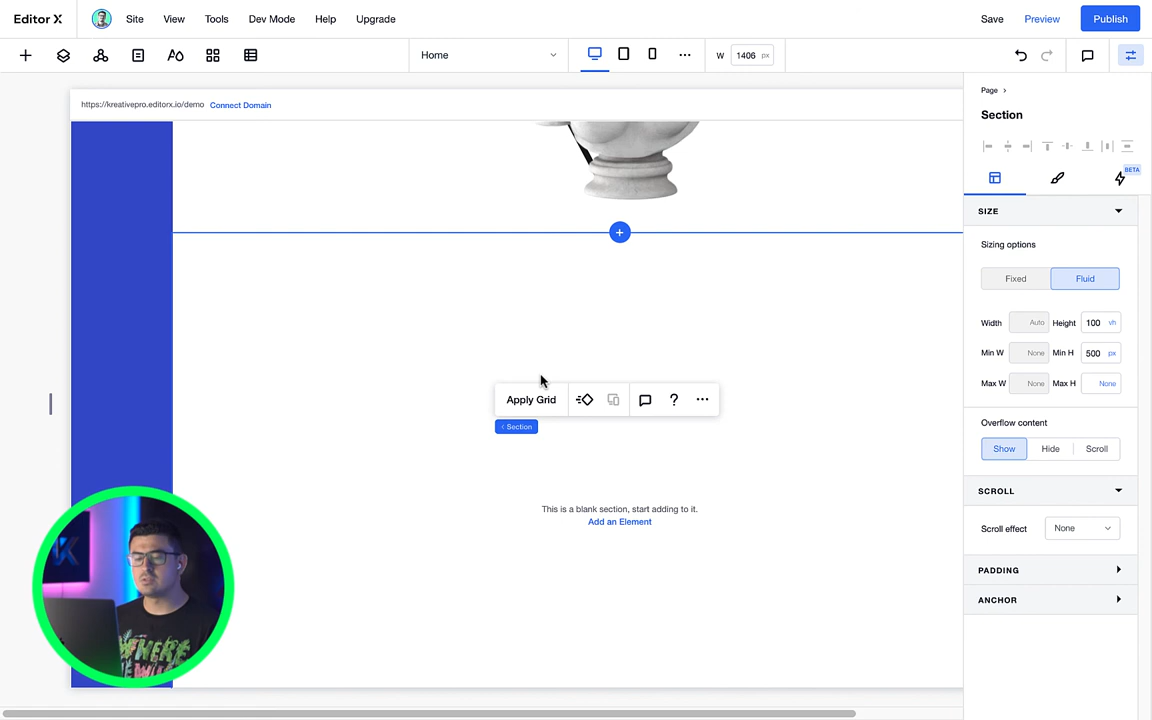 Editor X
Site
View
Tools
Dev Mode
Help
Upgrade
Save
Preview
Publish
Home
W
1406 px
https://kreativepro.editorx.io/demo
Connect Domain
Page
Section
BETA
SIZE
Sizing options
Fixed
Fluid
Width Auto Height 100 vh
Min W None Min H 500 px
Max W None Max H None
Overflow content
Show
Hide
Scroll
SCROLL
Scroll effect None
PADDING
ANCHOR
Apply Grid
?
Section
This is a blank section, start adding to it.
Add an Element